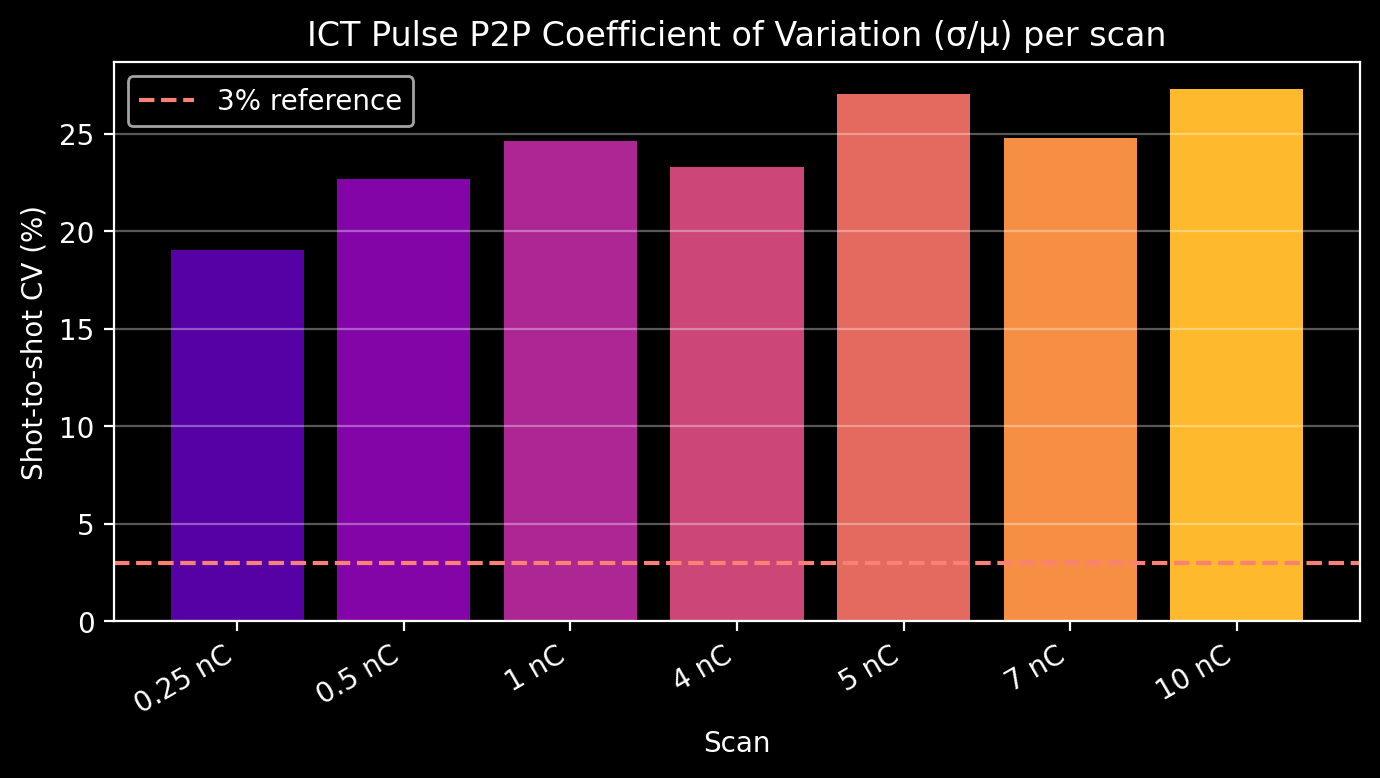 ICT Pulse P2P Coefficient of Variation (σ/μ) per scan
3% reference
Shot-to-shot CV (%)
25
20
15
10
5
0
0.25 nC
0.5 nC
1 nC
4 nC
5 nC
7 nC
10 nC
Scan